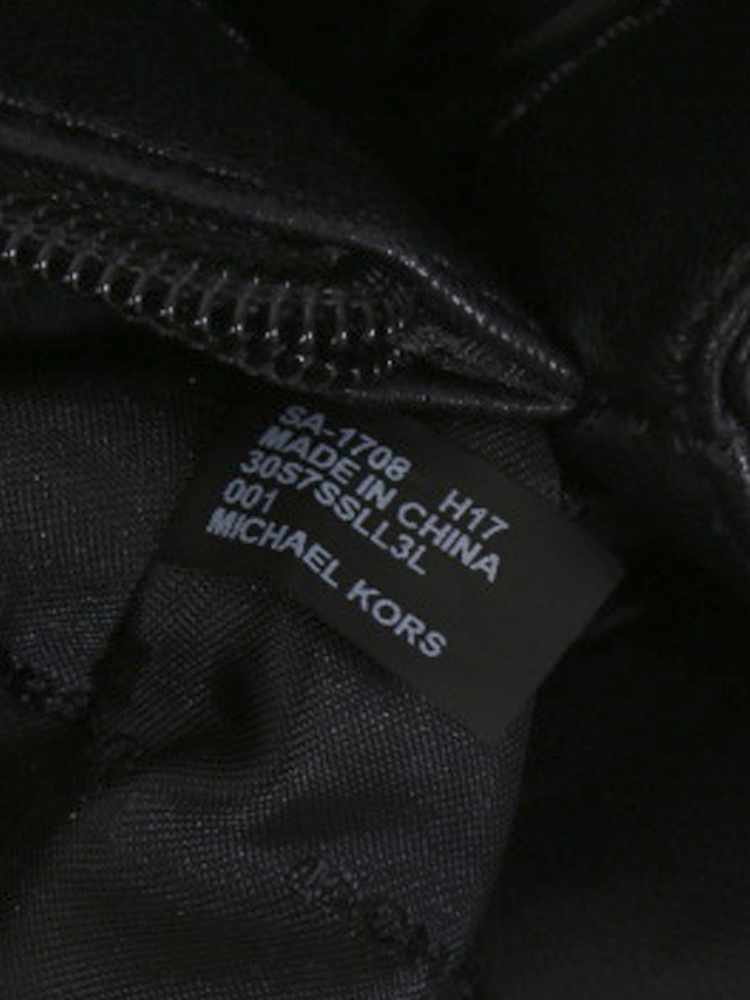 SA-1708 H17
MADE IN CHINA
30S7SSLL3L
001
MICHAEL KORS